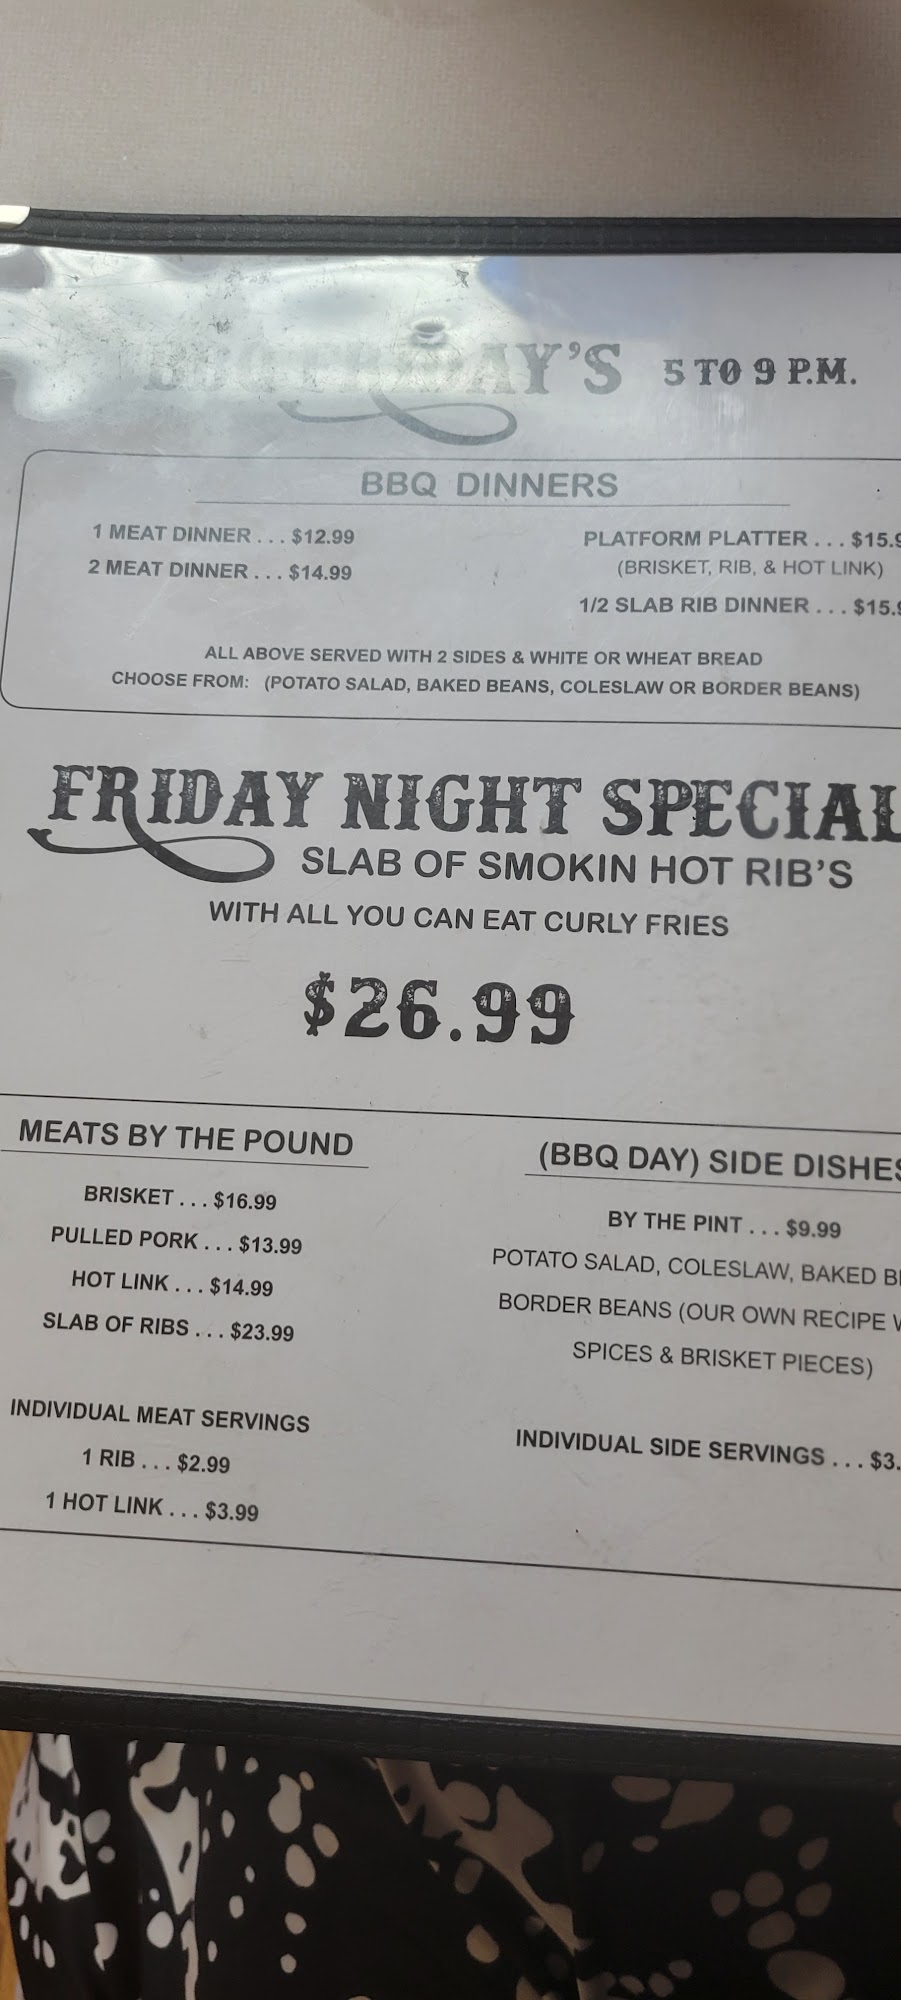 5 TO 9 P.M.
BBQ DINNERS
1 MEAT DINNER . . . $12.99
2 MEAT DINNER . . . $14.99
PLATFORM PLATTER . . . $15.9
(BRISKET, RIB, & HOT LINK)
1/2 SLAB RIB DINNER . . . $15.9
ALL ABOVE SERVED WITH 2 SIDES & WHITE OR WHEAT BREAD
CHOOSE FROM: (POTATO SALAD, BAKED BEANS, COLESLAW OR BORDER BEANS)
FRIDAY NIGHT SPECIAL
SLAB OF SMOKIN HOT RIB'S
WITH ALL YOU CAN EAT CURLY FRIES
$26.99
MEATS BY THE POUND
BRISKET . . . $16.99
PULLED PORK . . . $13.99
HOT LINK . . . $14.99
SLAB OF RIBS . . . $23.99
INDIVIDUAL MEAT SERVINGS
1 RIB . . . $2.99
1 HOT LINK . . . $3.99
(BBQ DAY) SIDE DISHES
BY THE PINT . . . $9.99
POTATO SALAD, COLESLAW, BAKED
BORDER BEANS (OUR OWN RECIPE
SPICES & BRISKET PIECES)
INDIVIDUAL SIDE SERVINGS . . . $3.